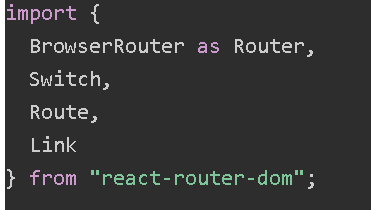 import {
  BrowserRouter as Router,
  Switch,
  Route,
  Link
} from "react-router-dom";